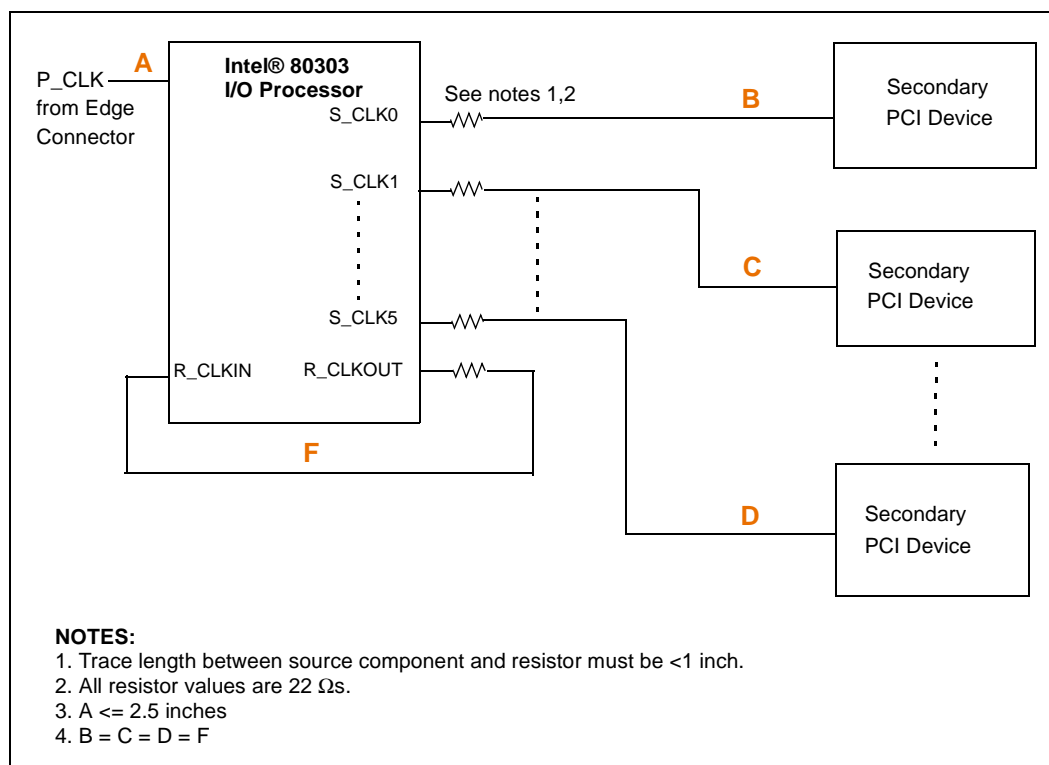 A
P_CLK
from Edge
Connector
Intel® 80303
I/O Processor
S_CLK0
See notes 1,2
B
Secondary
PCI Device
S_CLK1
C
Secondary
PCI Device
S_CLK5
R_CLKIN
R_CLKOUT
F
D
Secondary
PCI Device
NOTES:
1. Trace length between source component and resistor must be <1 inch.
2. All resistor values are 22 Ωs.
3. A <= 2.5 inches
4. B = C = D = F